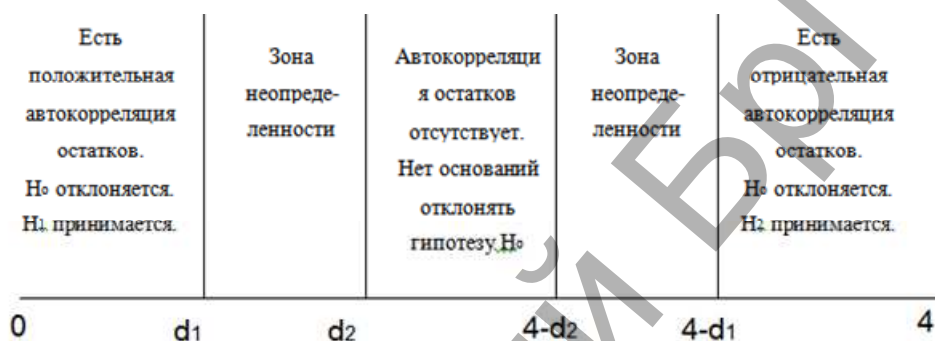 Есть
положительная
автокорреляция
остатков.
H₀ отклоняется.
H₁ принимается.
Зона
неопреде-
ленности
Автокорреляци
я остатков
отсутствует.
Нет оснований
отклонять
гипотезу H₀
Зона
неопреде-
ленности
Есть
отрицательная
автокорреляция
остатков.
H₀ отклоняется.
H₂ принимается.
0 d₁ d₂ 4-d₂ 4-d₁ 4